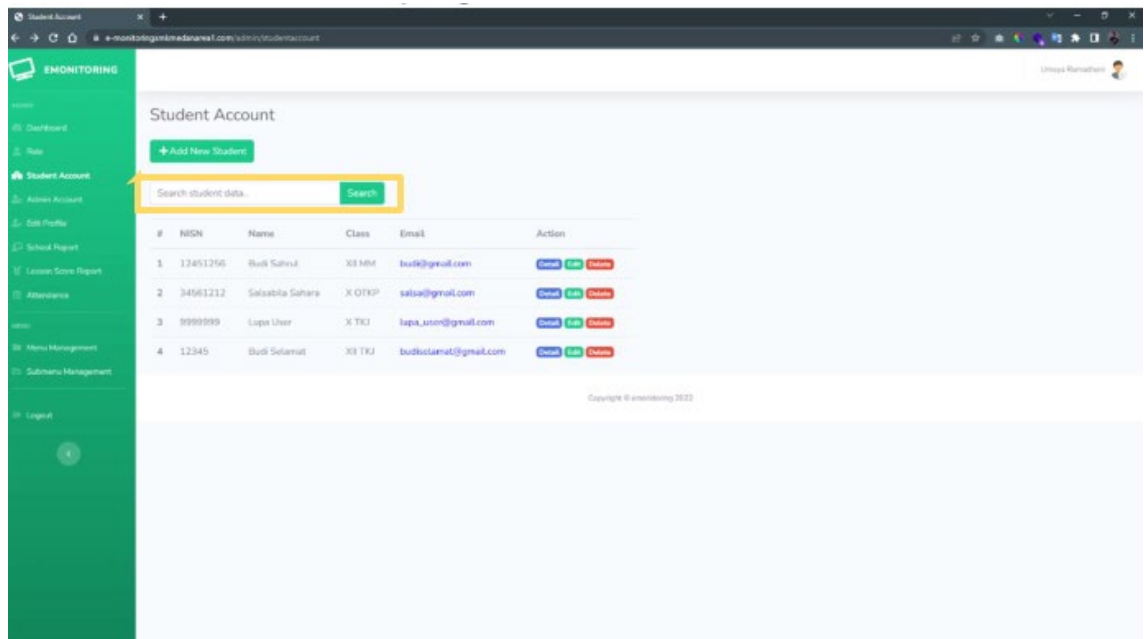 Student Account
e-monitoringsmkmedanarea1.com/admin/studentaccount
EMONITORING
Dashboard
Role
Student Account
Admin Account
Edit Profile
School Report
Lesson Score Report
Attendance
Menu Management
Submenu Management
Logout
Student Account
+Add New Student
Search student data..
Search
# NISN Name Class Email Action
1 12451256 Budi Sahrul XII MM budi@gmail.com Detail Edit Delete
2 34561212 Salsabila Sahara X OTKP salsa@gmail.com Detail Edit Delete
3 9999999 Lupa User X TKJ lupa_user@gmail.com Detail Edit Delete
4 12345 Budi Selamat XII TKJ budiselamat@gmail.com Detail Edit Delete
Copyright © emonitoring 2022